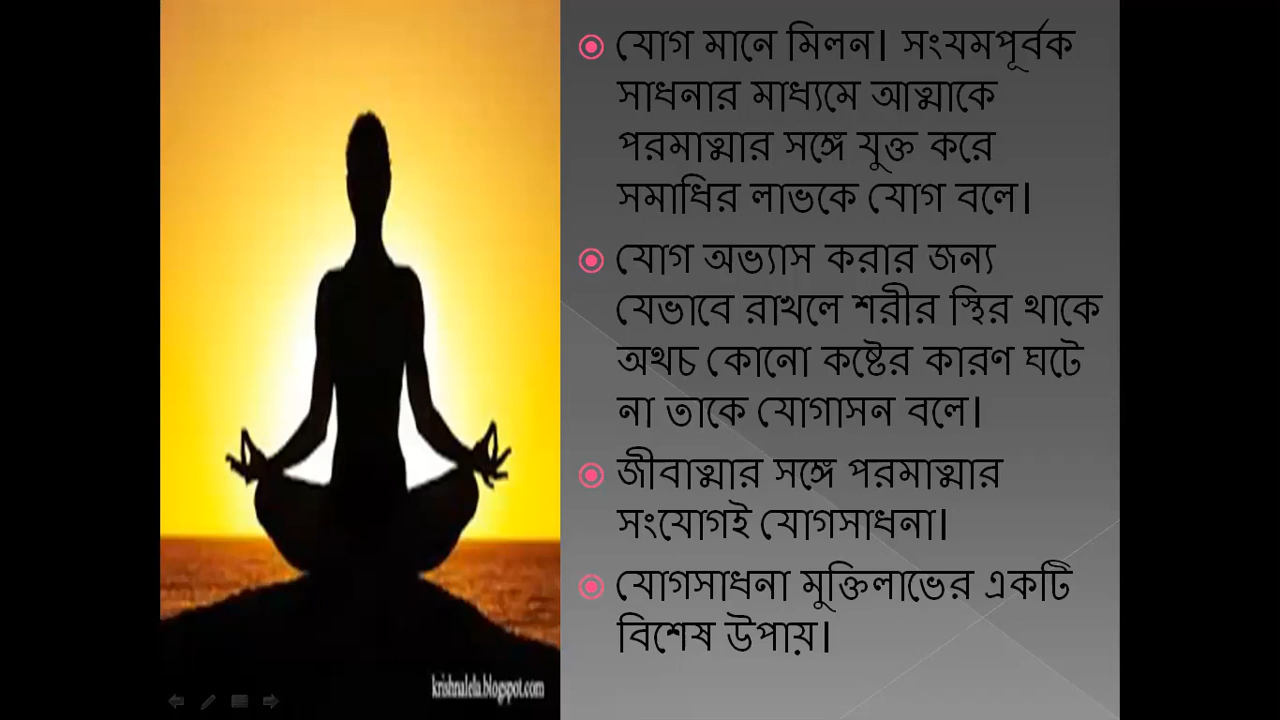 যোগ মানে মিলন। সংযমপূর্বক
সাধনার মাধ্যমে আত্মাকে
পরমাত্মার সঙ্গে যুক্ত করে
সমাধির লাভকে যোগ বলে।
যোগ অভ্যাস করার জন্য
যেভাবে রাখলে শরীর স্থির থাকে
অথচ কোনো কষ্টের কারণ ঘটে
না তাকে যোগাসন বলে।
জীবাত্মার সঙ্গে পরমাত্মার
সংযোগই যোগসাধনা।
যোগসাধনা মুক্তিলাভের একটি
বিশেষ উপায়।
krishnalela.blogspot.com